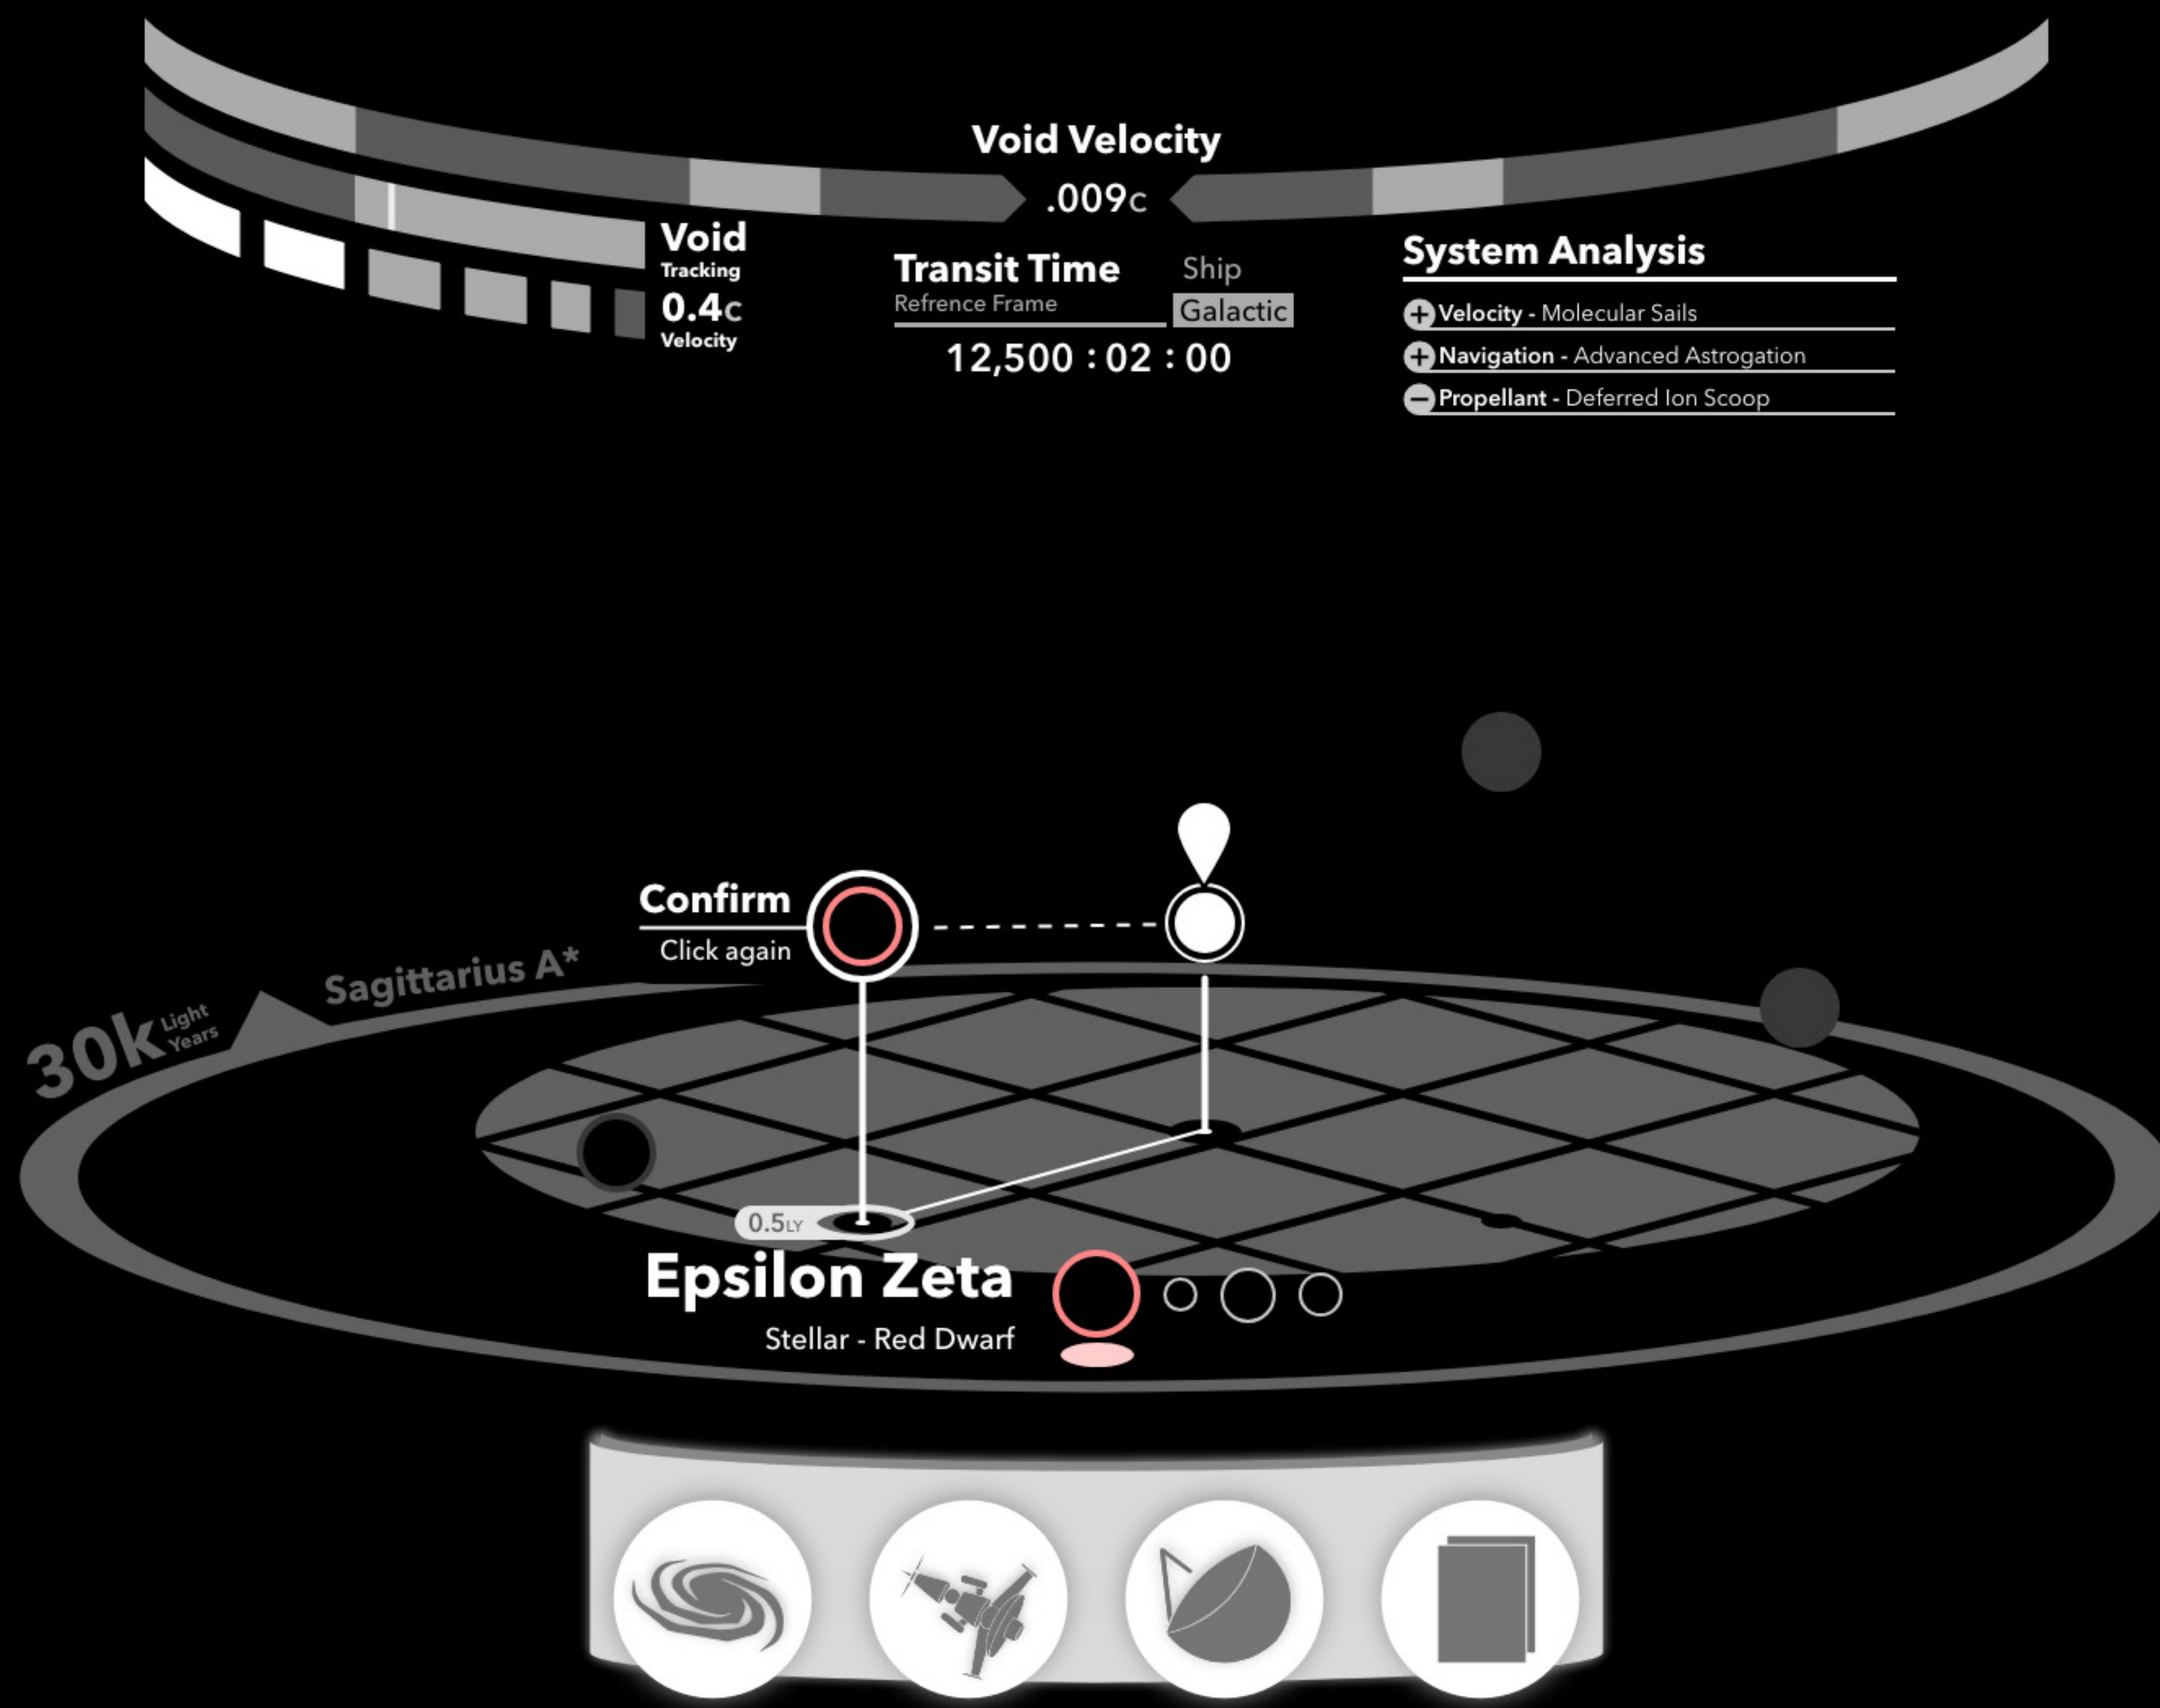 Void Velocity
.009c
Void
Tracking
0.4c
Velocity
Transit Time
Refrence Frame
Ship
Galactic
12,500 : 02 : 00
System Analysis
Velocity - Molecular Sails
Navigation - Advanced Astrogation
Propellant - Deferred Ion Scoop
Confirm
Click again
Sagittarius A*
30k Light Years
0.5LY
Epsilon Zeta
Stellar - Red Dwarf